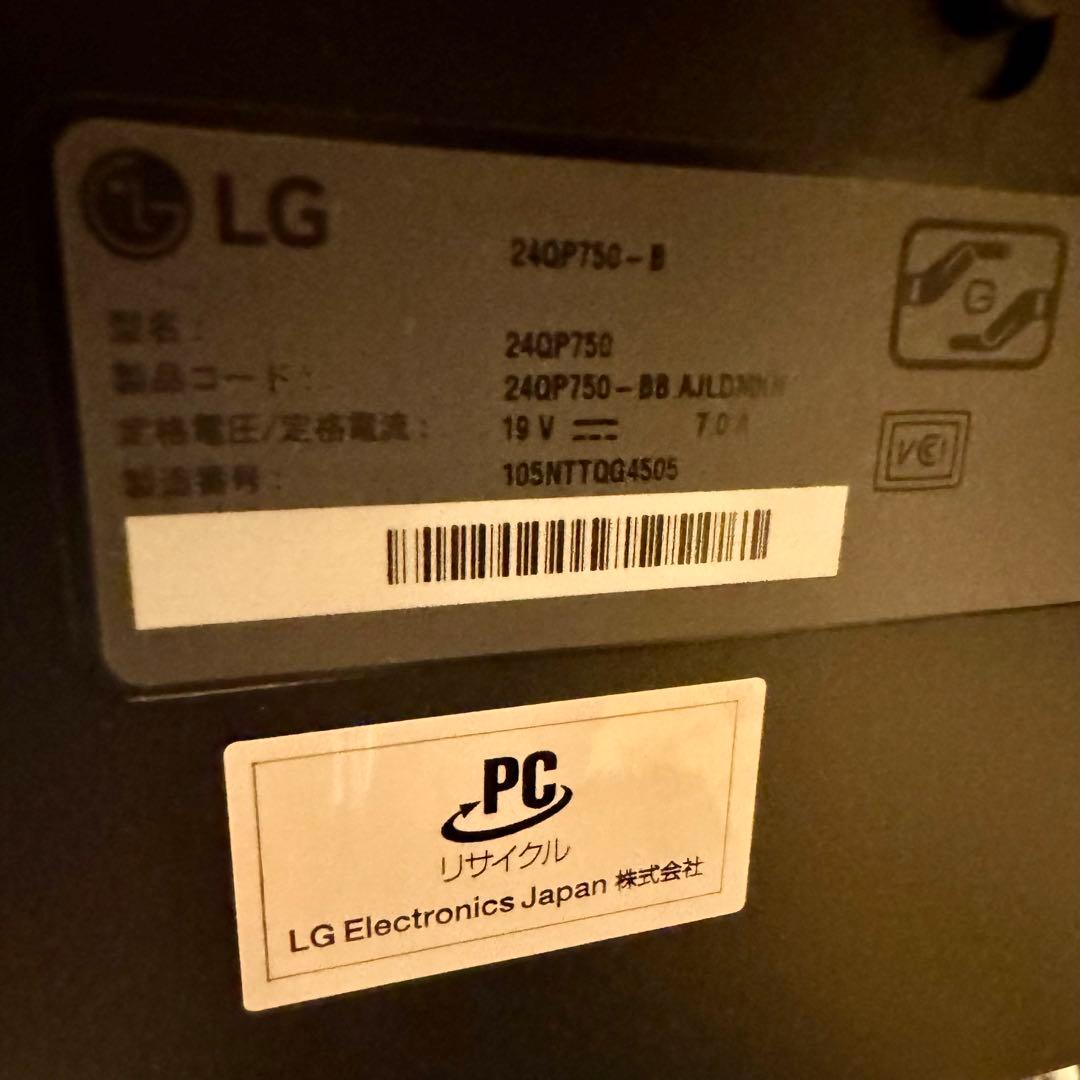 LG
24QP750-B
型名: 24QP750
製品コード: 24QP750-BB
定格電圧/定格電流: 19 V 7.0 A
製造番号: 105NTTQG4505
G
VCCI
PC
リサイクル
LG Electronics Japan 株式会社